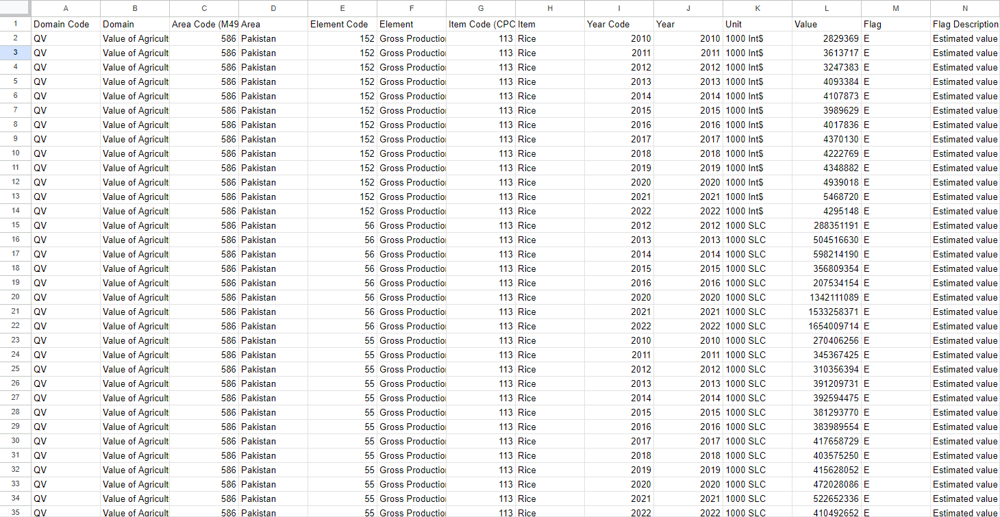 A B C D E F G H I J K L M N
1 Domain Code Domain Area Code (M49 Area Element Code Element Item Code (CPC Item Year Code Year Unit Value Flag Flag Description
2 QV Value of Agricult 586 Pakistan 152 Gross Productio 113 Rice 2010 2010 1000 Int$ 2829369 E Estimated value
3 QV Value of Agricult 586 Pakistan 152 Gross Productio 113 Rice 2011 2011 1000 Int$ 3613717 E Estimated value
4 QV Value of Agricult 586 Pakistan 152 Gross Productio 113 Rice 2012 2012 1000 Int$ 3247383 E Estimated value
5 QV Value of Agricult 586 Pakistan 152 Gross Productio 113 Rice 2013 2013 1000 Int$ 4093384 E Estimated value
6 QV Value of Agricult 586 Pakistan 152 Gross Productio 113 Rice 2014 2014 1000 Int$ 4107873 E Estimated value
7 QV Value of Agricult 586 Pakistan 152 Gross Productio 113 Rice 2015 2015 1000 Int$ 3989629 E Estimated value
8 QV Value of Agricult 586 Pakistan 152 Gross Productio 113 Rice 2016 2016 1000 Int$ 4017836 E Estimated value
9 QV Value of Agricult 586 Pakistan 152 Gross Productio 113 Rice 2017 2017 1000 Int$ 4370130 E Estimated value
10 QV Value of Agricult 586 Pakistan 152 Gross Productio 113 Rice 2018 2018 1000 Int$ 4222769 E Estimated value
11 QV Value of Agricult 586 Pakistan 152 Gross Productio 113 Rice 2019 2019 1000 Int$ 4348882 E Estimated value
12 QV Value of Agricult 586 Pakistan 152 Gross Productio 113 Rice 2020 2020 1000 Int$ 4939018 E Estimated value
13 QV Value of Agricult 586 Pakistan 152 Gross Productio 113 Rice 2021 2021 1000 Int$ 5468720 E Estimated value
14 QV Value of Agricult 586 Pakistan 152 Gross Productio 113 Rice 2022 2022 1000 Int$ 4295148 E Estimated value
15 QV Value of Agricult 586 Pakistan 56 Gross Productio 113 Rice 2012 2012 1000 SLC 288351191 E Estimated value
16 QV Value of Agricult 586 Pakistan 56 Gross Productio 113 Rice 2013 2013 1000 SLC 504516630 E Estimated value
17 QV Value of Agricult 586 Pakistan 56 Gross Productio 113 Rice 2014 2014 1000 SLC 598214190 E Estimated value
18 QV Value of Agricult 586 Pakistan 56 Gross Productio 113 Rice 2015 2015 1000 SLC 356809354 E Estimated value
19 QV Value of Agricult 586 Pakistan 56 Gross Productio 113 Rice 2016 2016 1000 SLC 207534154 E Estimated value
20 QV Value of Agricult 586 Pakistan 56 Gross Productio 113 Rice 2020 2020 1000 SLC 1342111089 E Estimated value
21 QV Value of Agricult 586 Pakistan 56 Gross Productio 113 Rice 2021 2021 1000 SLC 1533258371 E Estimated value
22 QV Value of Agricult 586 Pakistan 56 Gross Productio 113 Rice 2022 2022 1000 SLC 1654009714 E Estimated value
23 QV Value of Agricult 586 Pakistan 55 Gross Productio 113 Rice 2010 2010 1000 SLC 270406256 E Estimated value
24 QV Value of Agricult 586 Pakistan 55 Gross Productio 113 Rice 2011 2011 1000 SLC 345367425 E Estimated value
25 QV Value of Agricult 586 Pakistan 55 Gross Productio 113 Rice 2012 2012 1000 SLC 310356394 E Estimated value
26 QV Value of Agricult 586 Pakistan 55 Gross Productio 113 Rice 2013 2013 1000 SLC 391209731 E Estimated value
27 QV Value of Agricult 586 Pakistan 55 Gross Productio 113 Rice 2014 2014 1000 SLC 392594475 E Estimated value
28 QV Value of Agricult 586 Pakistan 55 Gross Productio 113 Rice 2015 2015 1000 SLC 381293770 E Estimated value
29 QV Value of Agricult 586 Pakistan 55 Gross Productio 113 Rice 2016 2016 1000 SLC 383989554 E Estimated value
30 QV Value of Agricult 586 Pakistan 55 Gross Productio 113 Rice 2017 2017 1000 SLC 417658729 E Estimated value
31 QV Value of Agricult 586 Pakistan 55 Gross Productio 113 Rice 2018 2018 1000 SLC 403575250 E Estimated value
32 QV Value of Agricult 586 Pakistan 55 Gross Productio 113 Rice 2019 2019 1000 SLC 415628052 E Estimated value
33 QV Value of Agricult 586 Pakistan 55 Gross Productio 113 Rice 2020 2020 1000 SLC 472028086 E Estimated value
34 QV Value of Agricult 586 Pakistan 55 Gross Productio 113 Rice 2021 2021 1000 SLC 522652336 E Estimated value
35 QV Value of Agricult 586 Pakistan 55 Gross Productio 113 Rice 2022 2022 1000 SLC 410492652 E Estimated value